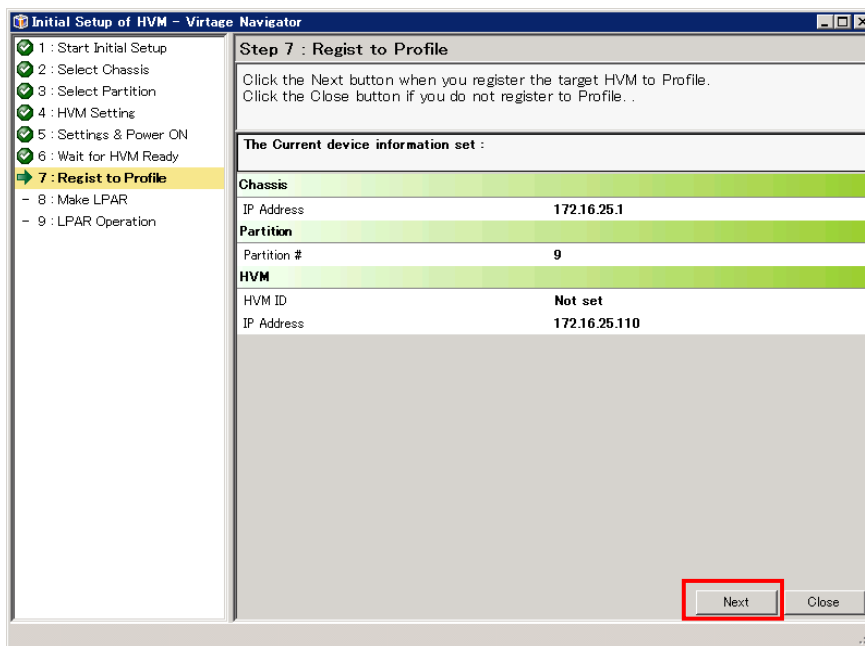 Initial Setup of HVM - Virtage Navigator
1 : Start Initial Setup
2 : Select Chassis
3 : Select Partition
4 : HVM Setting
5 : Settings & Power ON
6 : Wait for HVM Ready
7 : Regist to Profile
- 8 : Make LPAR
- 9 : LPAR Operation
Step 7 : Regist to Profile
Click the Next button when you register the target HVM to Profile.
Click the Close button if you do not register to Profile. .
The Current device information set :
Chassis
IP Address 172.16.25.1
Partition
Partition # 9
HVM
HVM ID Not set
IP Address 172.16.25.110
Next Close